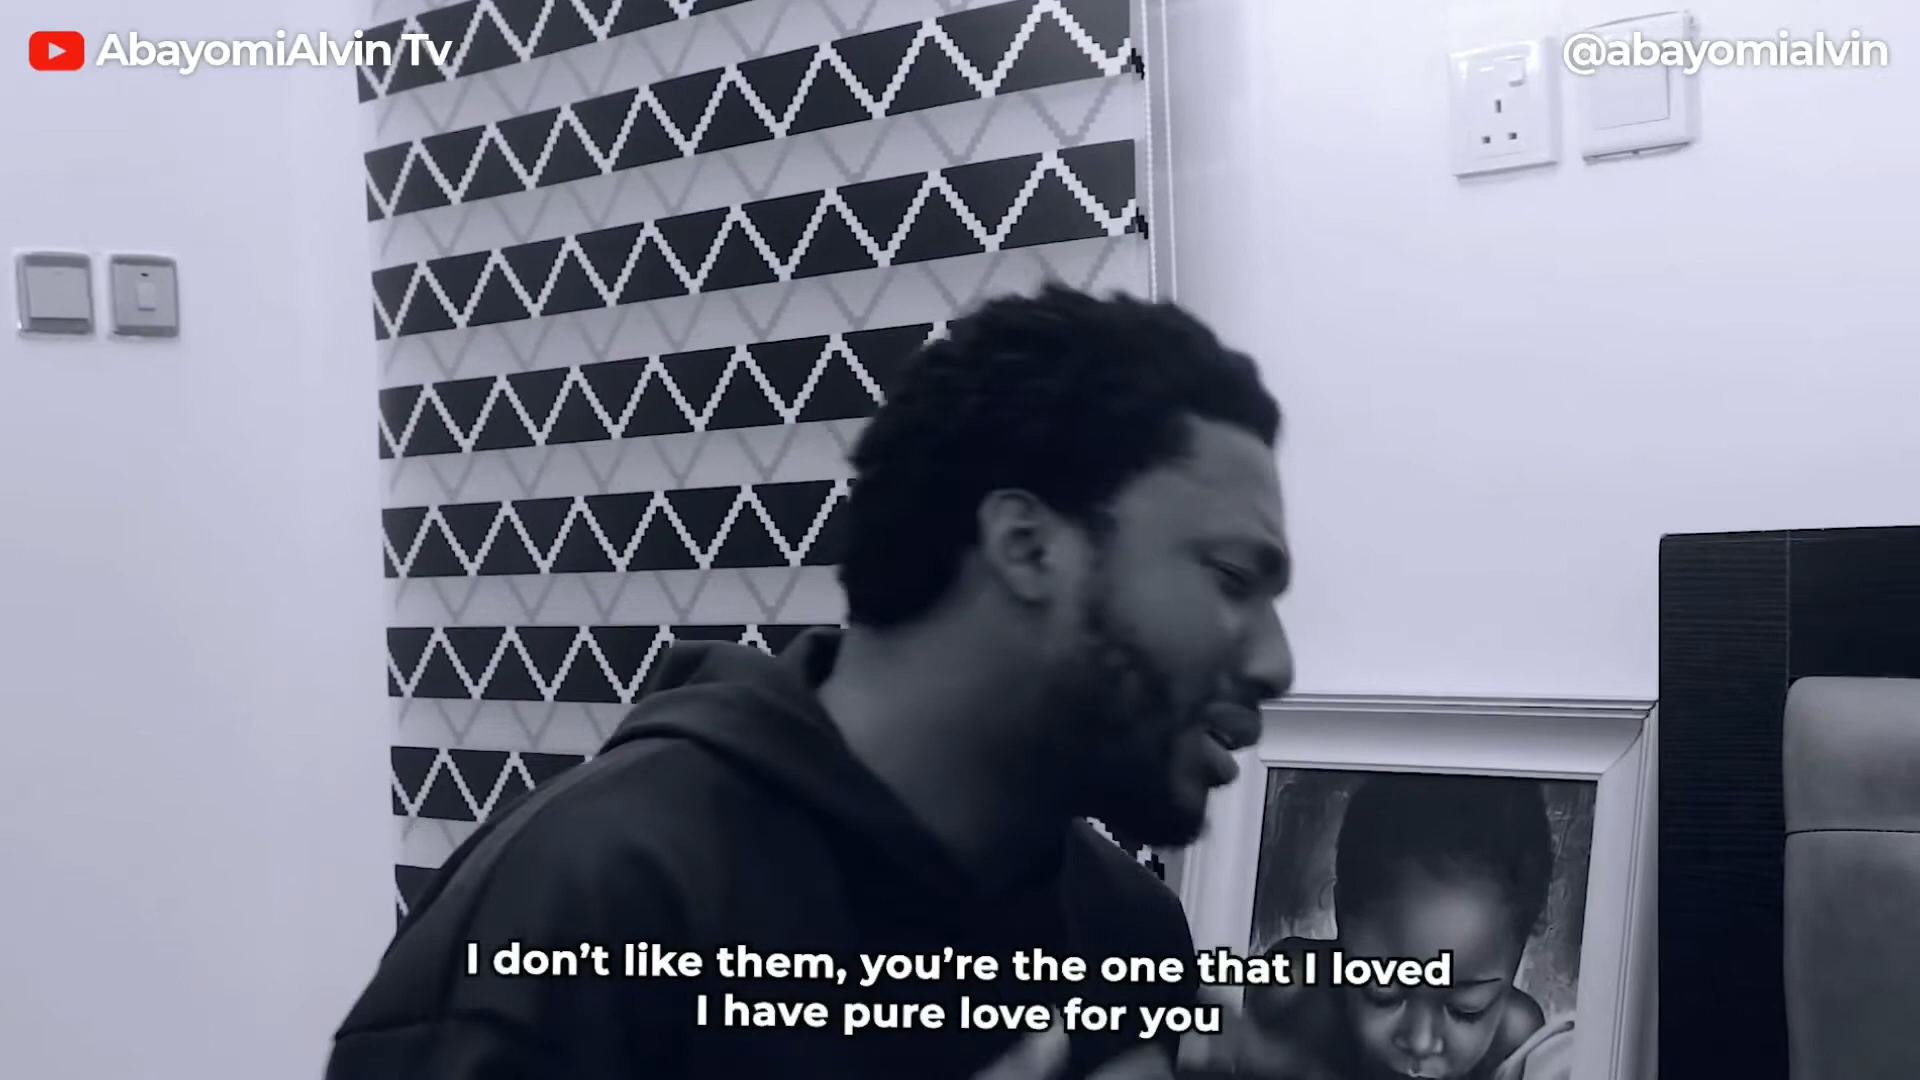 AbayomiAlvin Tv
@abayomialvin
I don't like them, you're the one that I loved
I have pure love for you